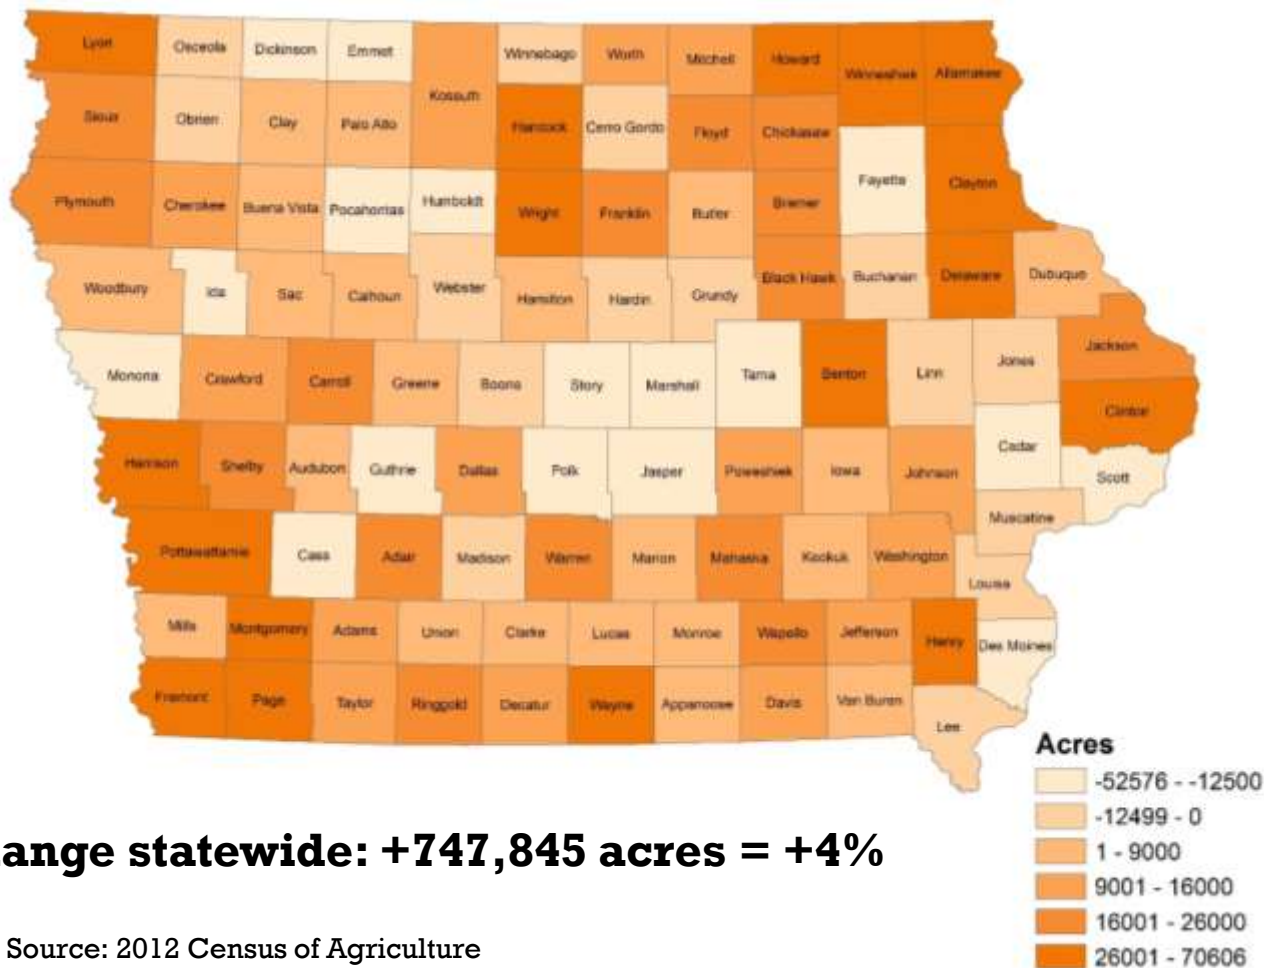 Lyon Osceola Dickinson Emmet Winnebago Worth Mitchell Howard Winneshiek Allamakee
Kossuth
Sioux Obrien Clay Palo Alto Hancock Cerro Gordo Floyd Chickasaw
Fayette Clayton
Plymouth Cherokee Buena Vista Pocahontas Humboldt Wright Franklin Butler Bremer
Woodbury Ida Sac Calhoun Webster Hamilton Hardin Grundy Black Hawk Buchanan Delaware Dubuque
Jackson
Monona Crawford Carroll Greene Boone Story Marshall Tama Benton Linn Jones
Clinton
Harrison Shelby Audubon Guthrie Dallas Polk Jasper Poweshiek Iowa Johnson Cedar Scott
Muscatine
Pottawattamie Cass Adair Madison Warren Marion Mahaska Keokuk Washington
Louisa
Mills Montgomery Adams Union Clarke Lucas Monroe Wapello Jefferson Henry Des Moines
Fremont Page Taylor Ringgold Decatur Wayne Appanoose Davis Van Buren
Lee
Acres
-52576 - -12500
-12499 - 0
1 - 9000
9001 - 16000
16001 - 26000
26001 - 70606
ange statewide: +747,845 acres = +4%
Source: 2012 Census of Agriculture